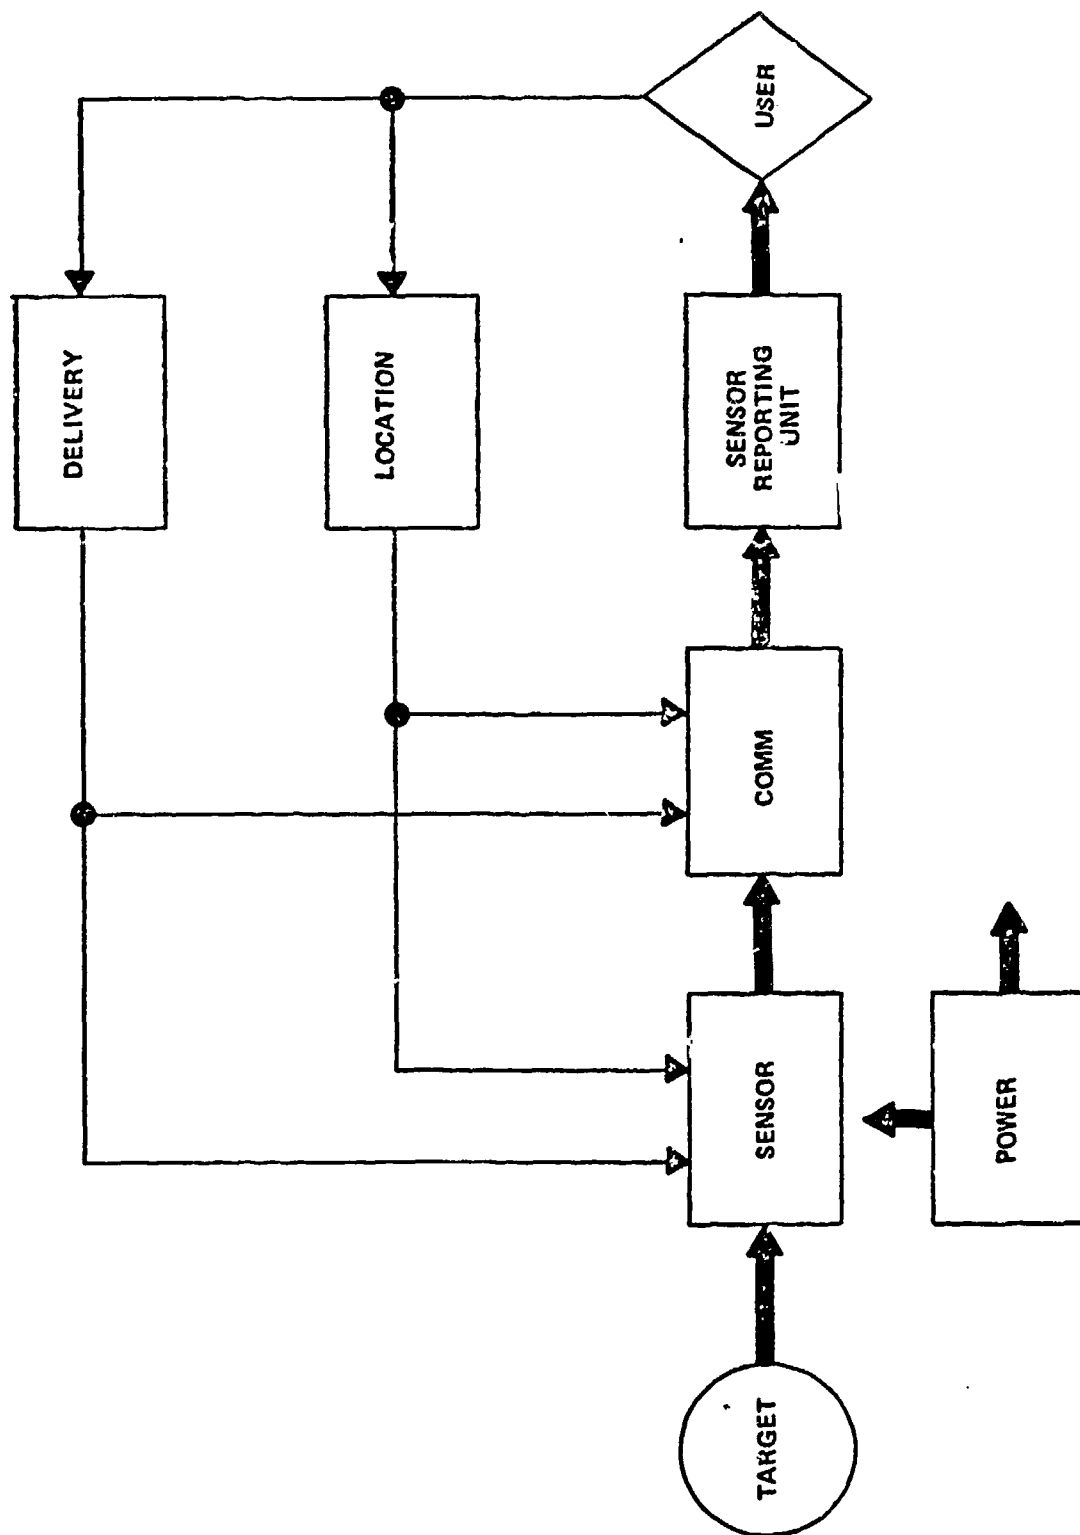 DELIVERY
LOCATION
TARGET
SENSOR
COMM
SENSOR
REPORTING
UNIT
USER
POWER